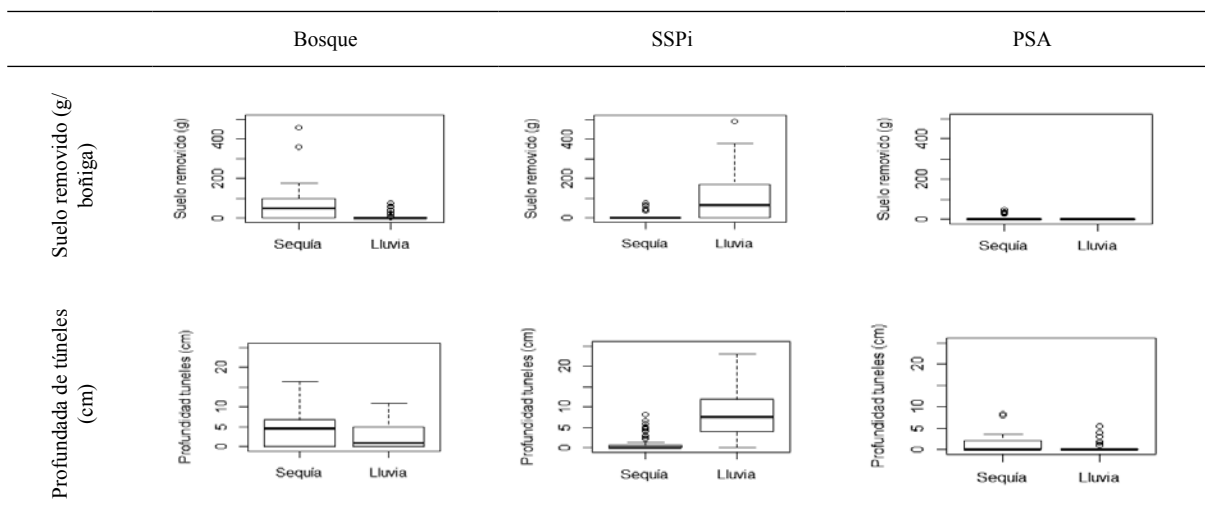 Bosque SSPi PSA
Suelo removido (g/
boñiga)
Suelo removido (g)
0 200 400
Sequía Lluvia
Suelo removido (g)
0 200 400
Sequía Lluvia
Suelo removido (g)
0 200 400
Sequía Lluvia
Profundada de túneles
(cm)
Profundidad tuneles (cm)
0 5 10 20
Sequía Lluvia
Profundidad tuneles (cm)
0 5 10 20
Sequía Lluvia
Profundidad tuneles (cm)
0 5 10 20
Sequía Lluvia